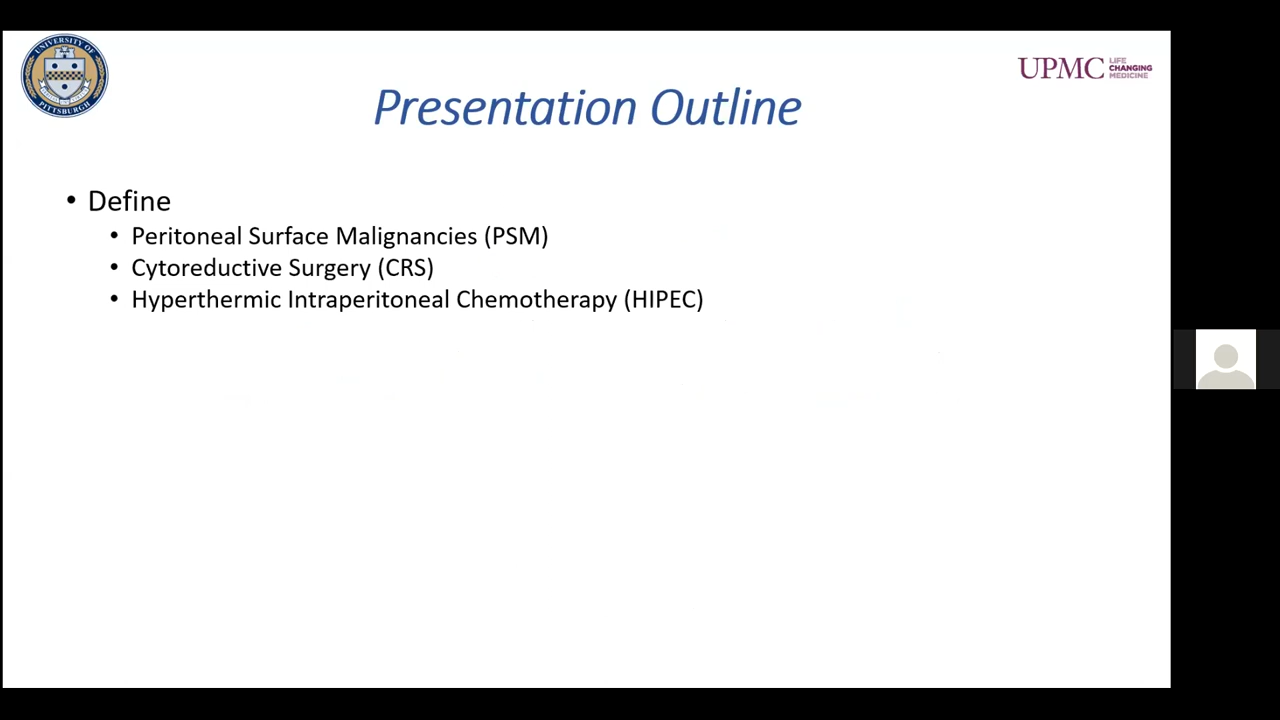 UNIVERSITY OF
PITTSBURGH
UPMC LIFE
CHANGING
MEDICINE
Presentation Outline
• Define
• Peritoneal Surface Malignancies (PSM)
• Cytoreductive Surgery (CRS)
• Hyperthermic Intraperitoneal Chemotherapy (HIPEC)